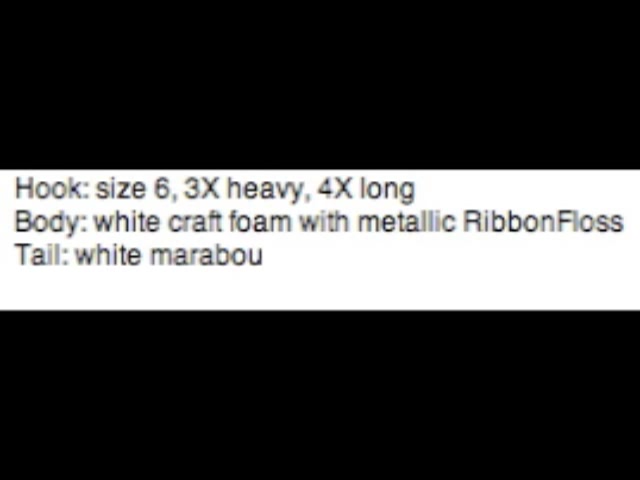 Hook: size 6, 3X heavy, 4X long
Body: white craft foam with metallic RibbonFloss
Tail: white marabou